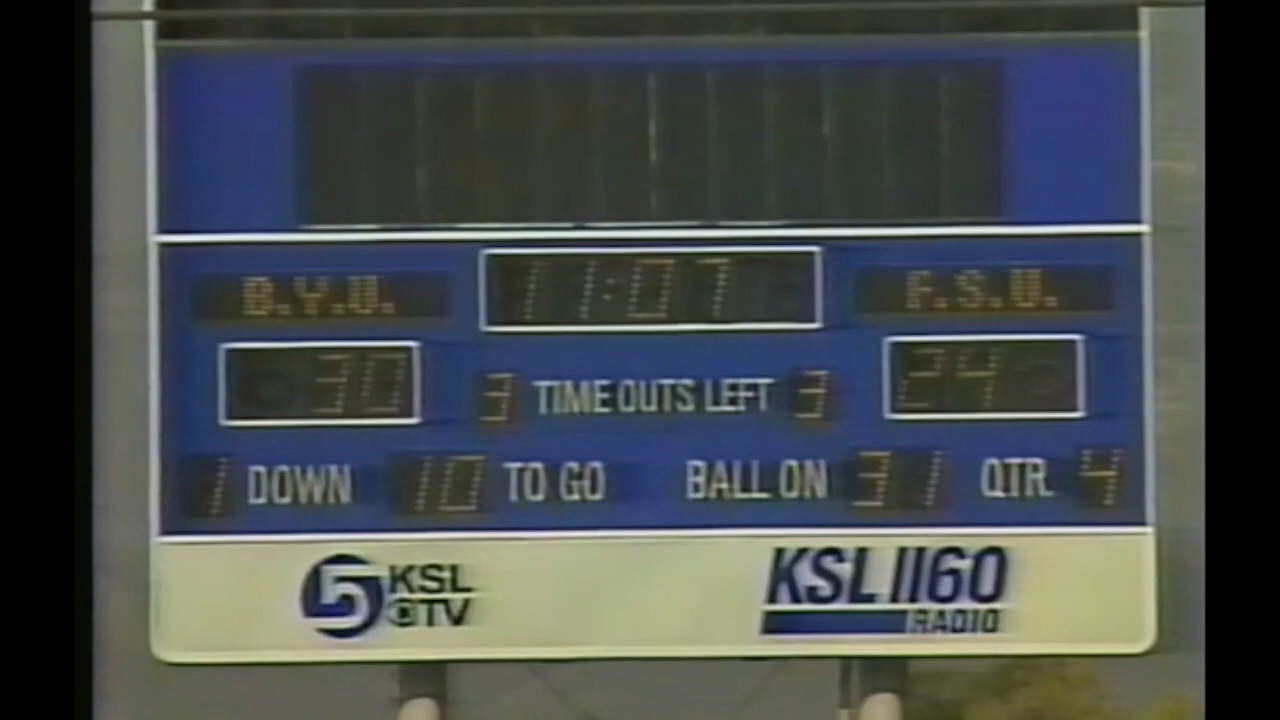 11:07
B.Y.U. F.S.U.
30 3 TIME OUTS LEFT 3 24
1 DOWN 10 TO GO BALL ON 31 QTR. 4
5 KSL TV KSL 1160 RADIO